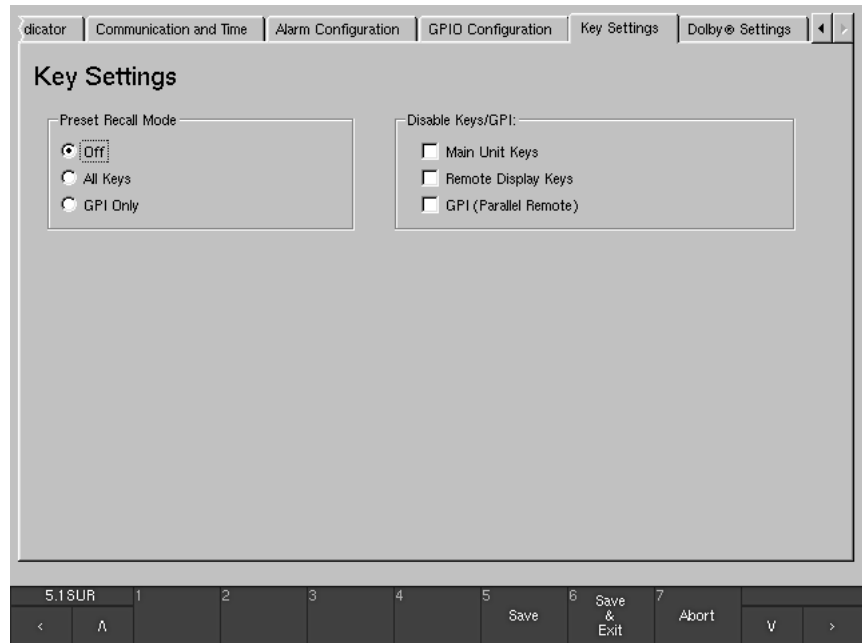 dicator Communication and Time Alarm Configuration GPIO Configuration Key Settings Dolby® Settings
Key Settings
Preset Recall Mode
Off
All Keys
GPI Only
Disable Keys/GPI:
Main Unit Keys
Remote Display Keys
GPI (Parallel Remote)
5.1SUR 1 2 3 4 5 6 7
< Λ Save Save & Exit Abort V >